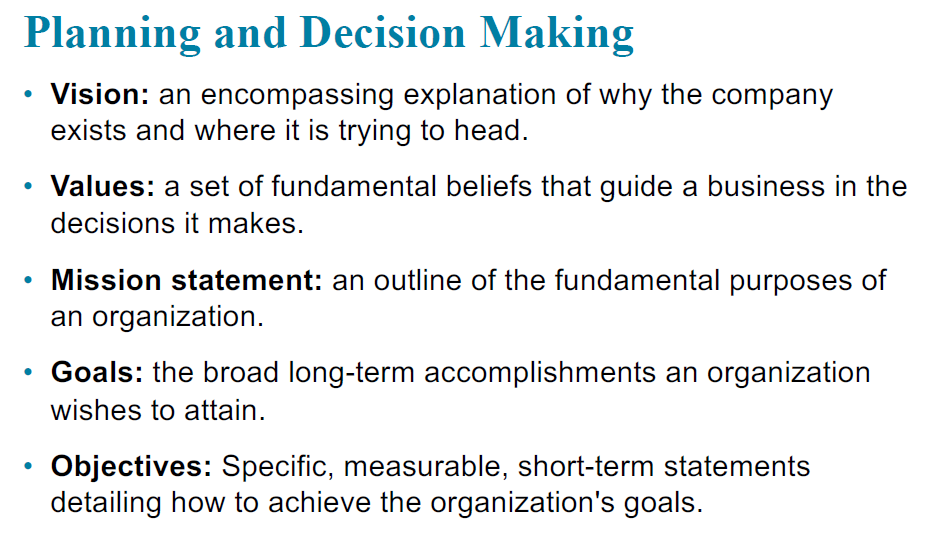 Planning and Decision Making
• Vision: an encompassing explanation of why the company
exists and where it is trying to head.
• Values: a set of fundamental beliefs that guide a business in the
decisions it makes.
• Mission statement: an outline of the fundamental purposes of
an organization.
• Goals: the broad long-term accomplishments an organization
wishes to attain.
• Objectives: Specific, measurable, short-term statements
detailing how to achieve the organization's goals.